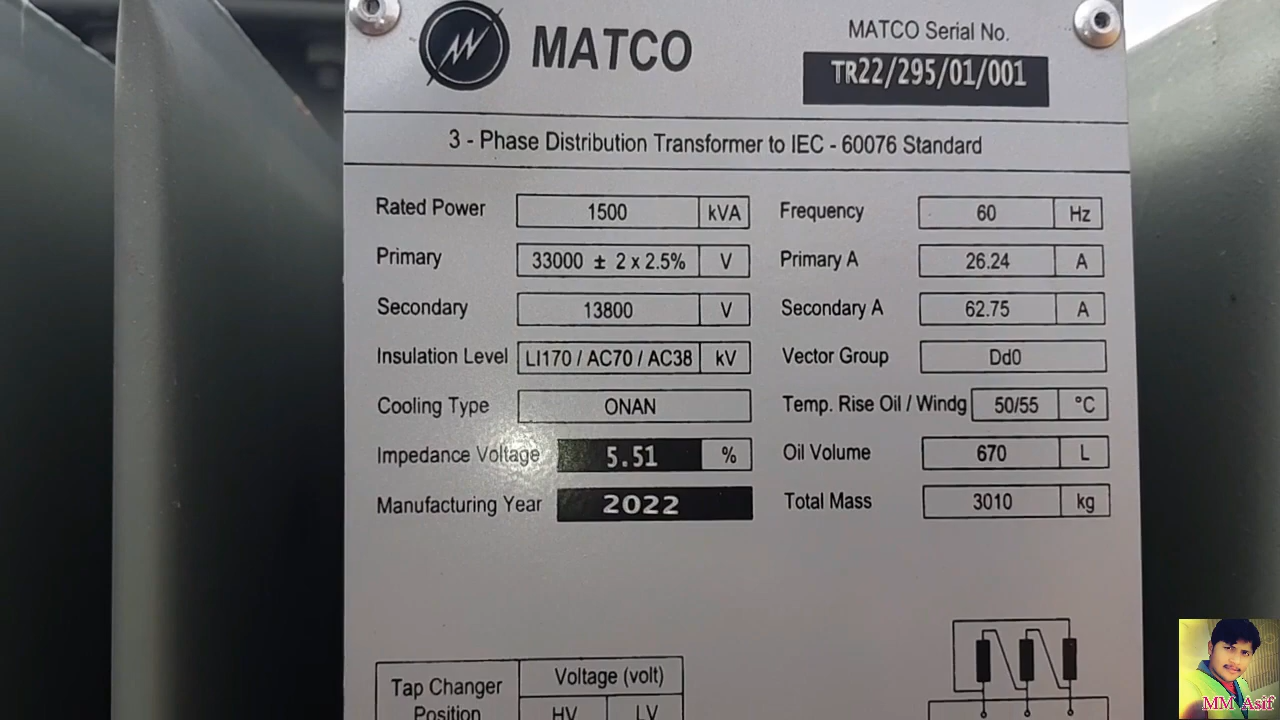 MATCO
MATCO Serial No.
TR22/295/01/001
3 - Phase Distribution Transformer to IEC - 60076 Standard
Rated Power 1500 kVA Frequency 60 Hz
Primary 33000 ± 2 x 2.5% V Primary A 26.24 A
Secondary 13800 V Secondary A 62.75 A
Insulation Level LI170 / AC70 / AC38 kV Vector Group Dd0
Cooling Type ONAN Temp. Rise Oil / Windg 50/55 °C
Impedance Voltage 5.51 % Oil Volume 670 L
Manufacturing Year 2022 Total Mass 3010 kg
Tap Changer Position
Voltage (volt)
HV LV
MM Asif